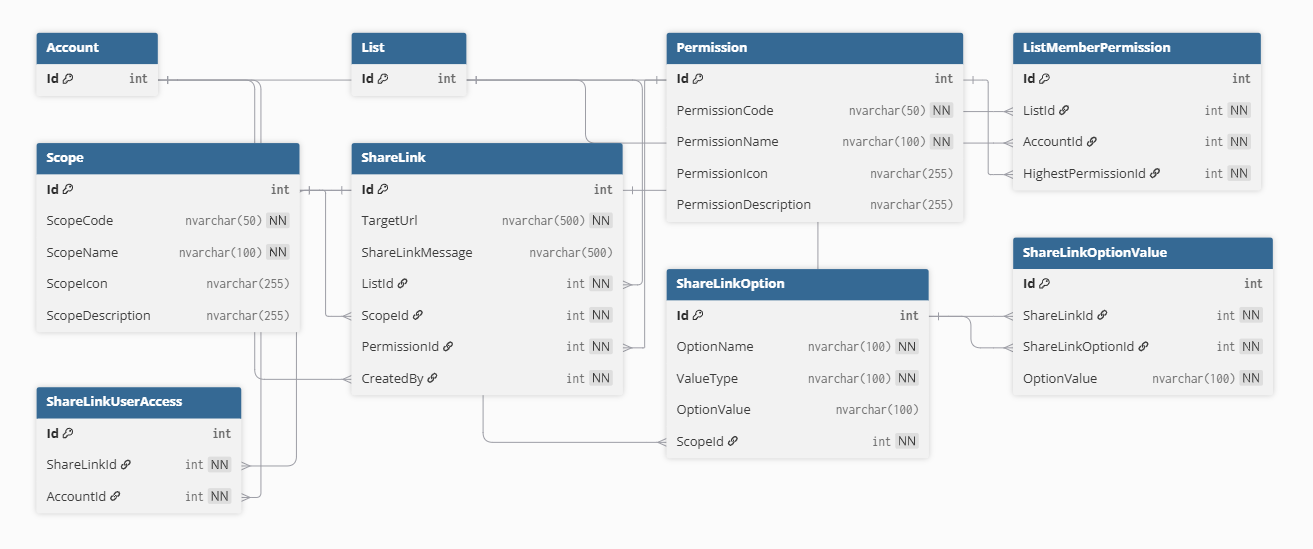 Account
Id int
List
Id int
Permission
Id int
PermissionCode nvarchar(50) NN
PermissionName nvarchar(100) NN
PermissionIcon nvarchar(255)
PermissionDescription nvarchar(255)
ListMemberPermission
Id int
ListId int NN
AccountId int NN
HighestPermissionId int NN
Scope
Id int
ScopeCode nvarchar(50) NN
ScopeName nvarchar(100) NN
ScopeIcon nvarchar(255)
ScopeDescription nvarchar(255)
ShareLink
Id int
TargetUrl nvarchar(500) NN
ShareLinkMessage nvarchar(500)
ListId int NN
ScopeId int NN
PermissionId int NN
CreatedBy int NN
ShareLinkOption
Id int
OptionName nvarchar(100) NN
ValueType nvarchar(100) NN
OptionValue nvarchar(100)
ScopeId int NN
ShareLinkOptionValue
Id int
ShareLinkId int NN
ShareLinkOptionId int NN
OptionValue nvarchar(100) NN
ShareLinkUserAccess
Id int
ShareLinkId int NN
AccountId int NN